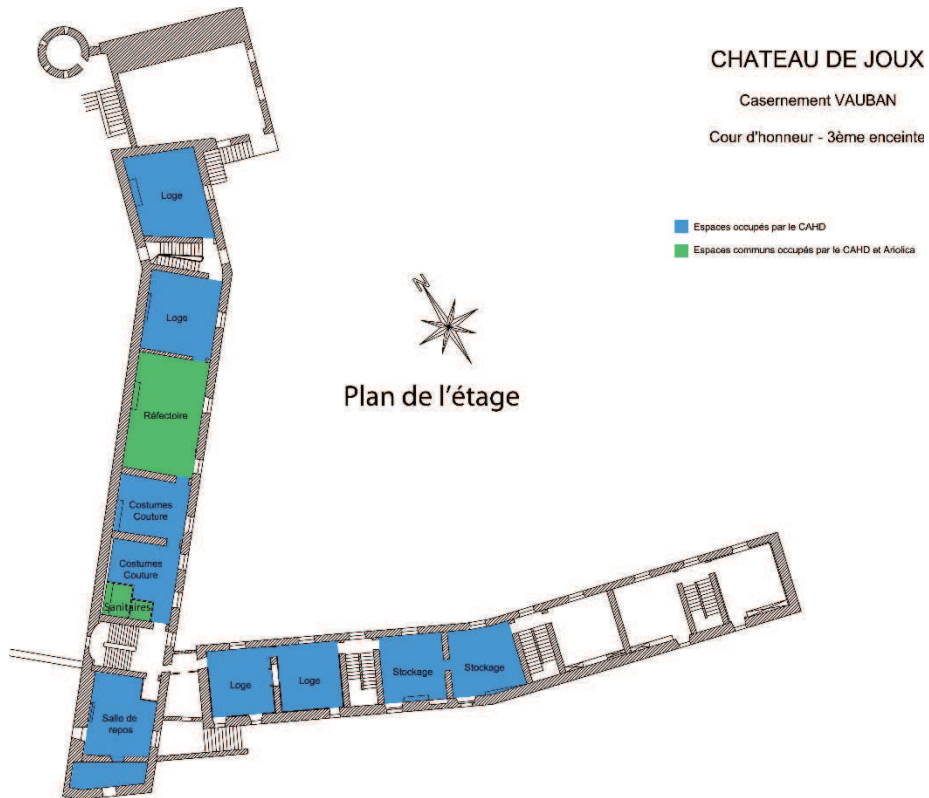 CHATEAU DE JOUX
Casernement VAUBAN
Cour d'honneur - 3ème enceinte
Espaces occupés par le CAHD
Espaces communs occupés par le CAHD et Ariolica
N
Plan de l'étage
Loge
Loge
Réfectoire
Costumes
Couture
Costumes
Couture
Sanitaires
Salle de
repos
Loge
Loge
Stockage
Stockage